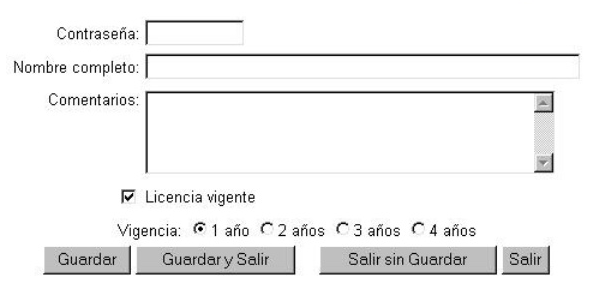 Contraseña:
Nombre completo:
Comentarios:
Licencia vigente
Vigencia: 1 año 2 años 3 años 4 años
Guardar Guardar y Salir Salir sin Guardar Salir